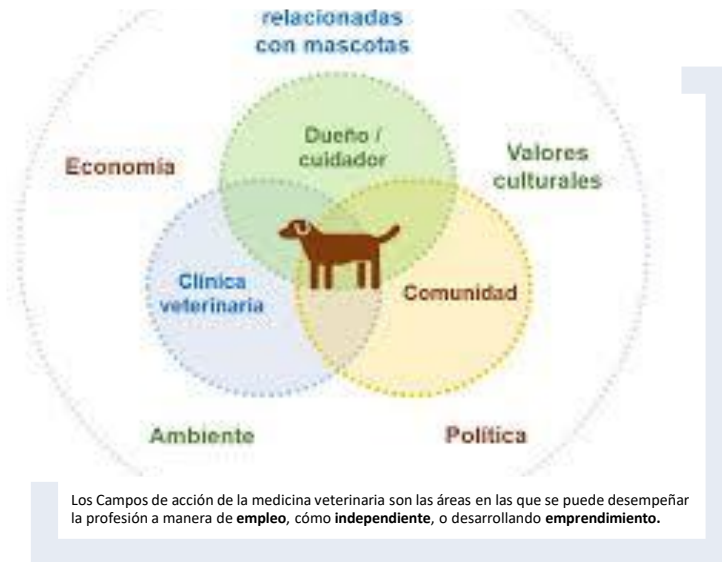 relacionadas
con mascotas
Dueño /
cuidador
Economía
Valores
culturales
Clínica
veterinaria
Comunidad
Ambiente
Política
Los Campos de acción de la medicina veterinaria son las áreas en las que se puede desempeñar
la profesión a manera de empleo, cómo independiente, o desarrollando emprendimiento.